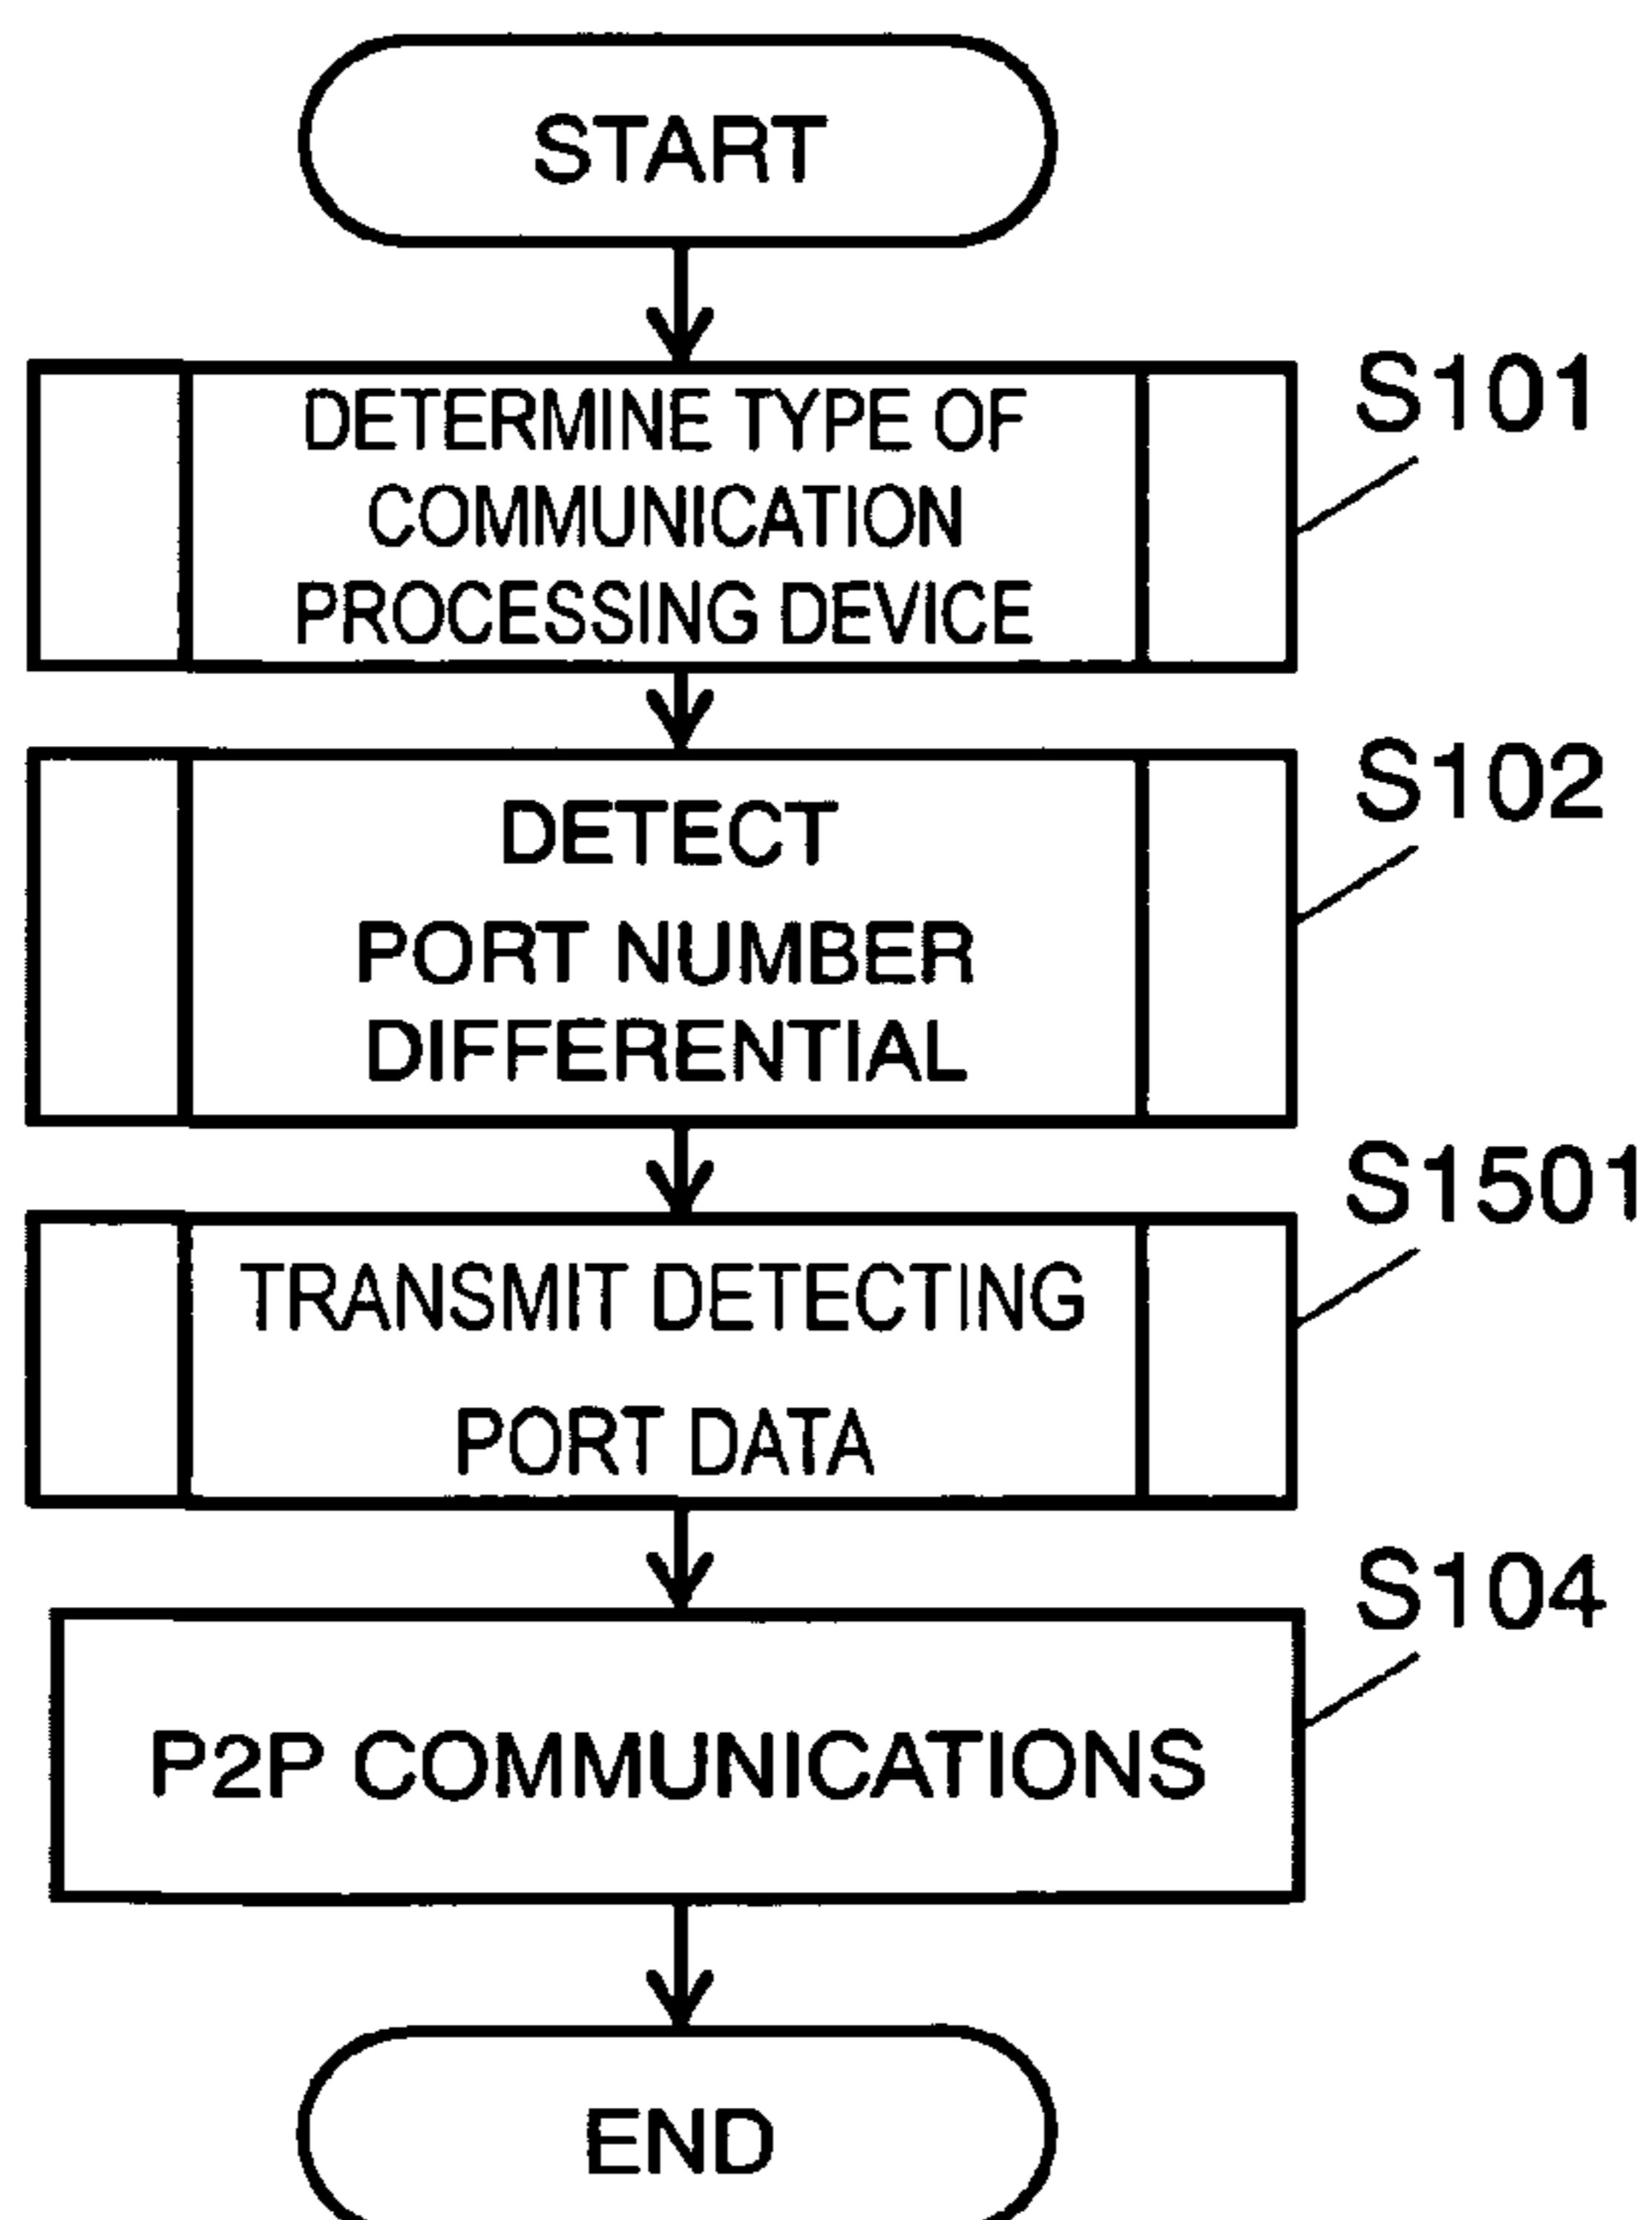 START
S101
DETERMINE TYPE OF
COMMUNICATION
PROCESSING DEVICE
S102
DETECT
PORT NUMBER
DIFFERENTIAL
S1501
TRANSMIT DETECTING
PORT DATA
S104
P2P COMMUNICATIONS
END